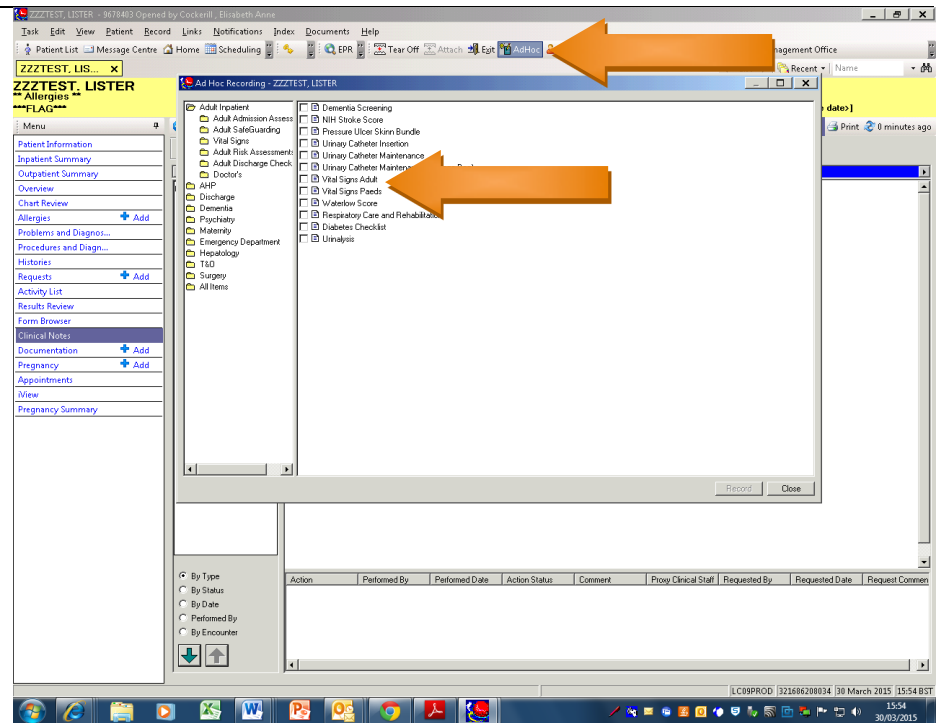 ZZZTEST, LISTER - 9678403 Opened by Cockerill , Elisabeth Anne
Task Edit View Patient Record Links Notifications Index Documents Help
Patient List Message Centre Home Scheduling EPR Tear Off Attach Exit AdHoc nagement Office
ZZZTEST, LIS... x Recent Name
ZZZTEST, LISTER
** Allergies **
***FLAG*** date>]
Menu Print 0 minutes ago
Patient Information
Inpatient Summary
Outpatient Summary
Overview
Chart Review
Allergies Add
Problems and Diagnos...
Procedures and Diagn...
Histories
Requests Add
Activity List
Results Review
Form Browser
Clinical Notes
Documentation Add
Pregnancy Add
Appointments
iView
Pregnancy Summary
Ad Hoc Recording - ZZZTEST, LISTER
Adult Inpatient
Adult Admission Assess
Adult SafeGuarding
Vital Signs
Adult Risk Assessments
Adult Discharge Check
Doctor's
AHP
Discharge
Dementia
Psychiatry
Maternity
Emergency Department
Hepatology
T&O
Surgery
All Items
Dementia Screening
NIH Stroke Score
Pressure Ulcer Skinn Bundle
Urinary Catheter Insertion
Urinary Catheter Maintenance
Urinary Catheter Mainten
Vital Signs Adult
Vital Signs Paeds
Waterlow Score
Respiratory Care and Rehabilitation
Diabetes Checklist
Urinalysis
Record Close
By Type
By Status
By Date
Performed By
By Encounter
Action Performed By Performed Date Action Status Comment Proxy Clinical Staff Requested By Requested Date Request Commen
LC09PROD 321686208034 30 March 2015 15:54 BST
15:54
30/03/2015